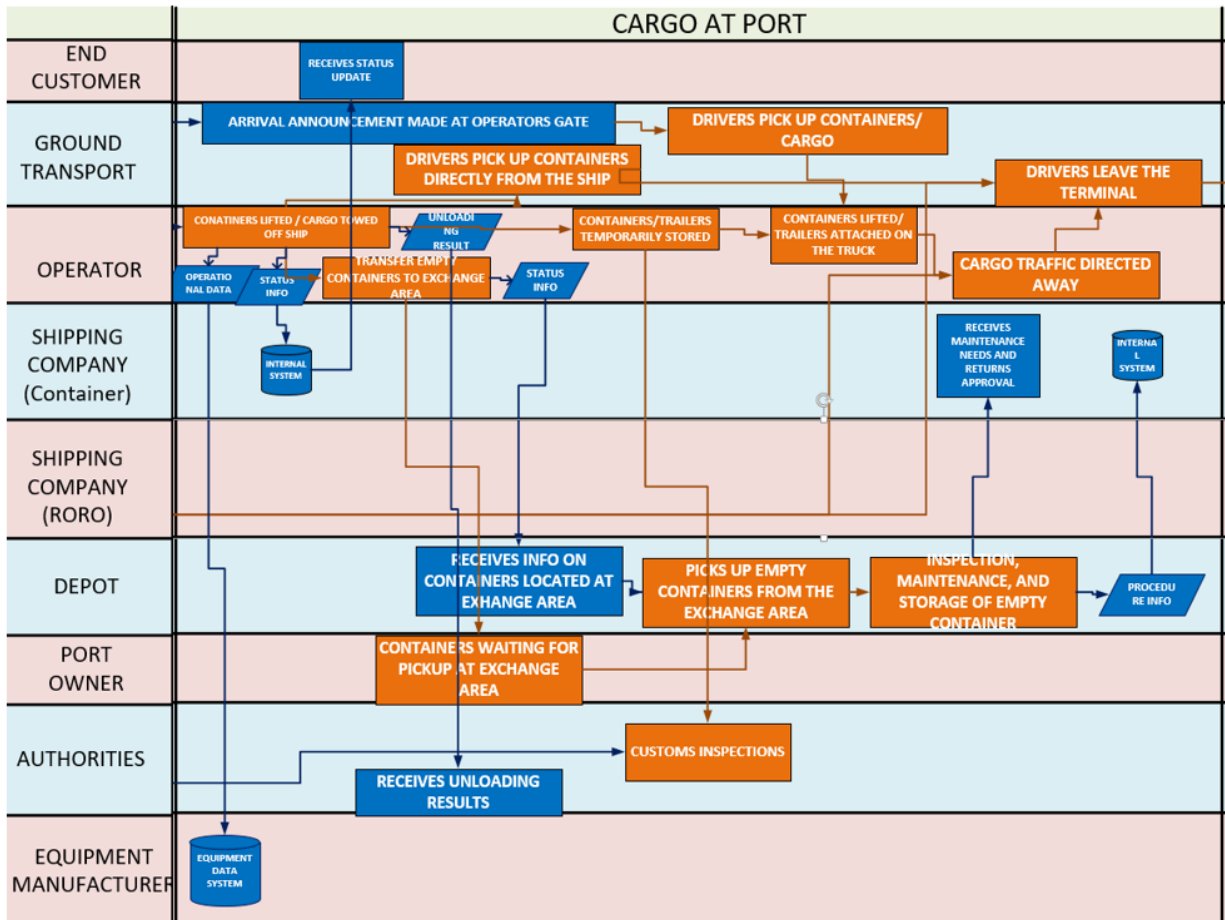 CARGO AT PORT
END
CUSTOMER
RECEIVES STATUS
UPDATE
GROUND
TRANSPORT
ARRIVAL ANNOUNCEMENT MADE AT OPERATORS GATE
DRIVERS PICK UP CONTAINERS/
CARGO
DRIVERS PICK UP CONTAINERS
DIRECTLY FROM THE SHIP
DRIVERS LEAVE THE
TERMINAL
OPERATOR
CONATINERS LIFTED / CARGO TOWED
OFF SHIP
UNLOADI
NG
RESULT
CONTAINERS/TRAILERS
TEMPORARILY STORED
CONTAINERS LIFTED/
TRAILERS ATTACHED ON
THE TRUCK
OPERATIO
NAL DATA
STATUS
INFO
TRANSFER EMPTY
CONTAINERS TO EXCHANGE
AREA
STATUS
INFO
CARGO TRAFFIC DIRECTED
AWAY
SHIPPING
COMPANY
(Container)
INTERNAL
SYSTEM
RECEIVES
MAINTENANCE
NEEDS AND
RETURNS
APPROVAL
INTERNA
L
SYSTEM
SHIPPING
COMPANY
(RORO)
DEPOT
RECEIVES INFO ON
CONTAINERS LOCATED AT
EXHANGE AREA
PICKS UP EMPTY
CONTAINERS FROM THE
EXCHANGE AREA
INSPECTION,
MAINTENANCE, AND
STORAGE OF EMPTY
CONTAINER
PROCEDU
RE INFO
PORT
OWNER
CONTAINERS WAITING FOR
PICKUP AT EXCHANGE
AREA
AUTHORITIES
CUSTOMS INSPECTIONS
RECEIVES UNLOADING
RESULTS
EQUIPMENT
MANUFACTURER
EQUIPMENT
DATA
SYSTEM